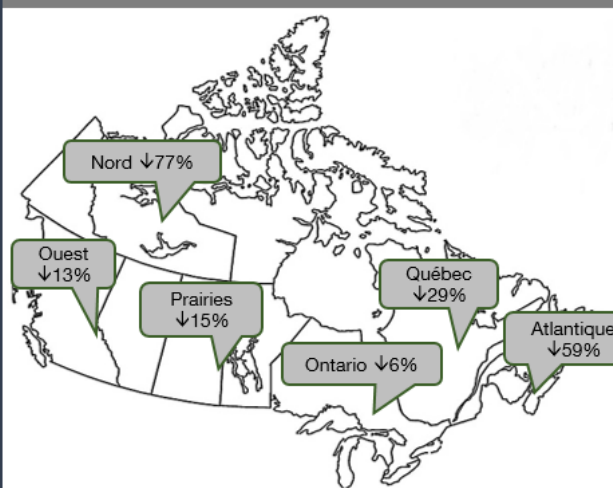 Nord ↓77%
Ouest
↓13%
Prairies
↓15%
Québec
↓29%
Atlantique
↓59%
Ontario ↓6%